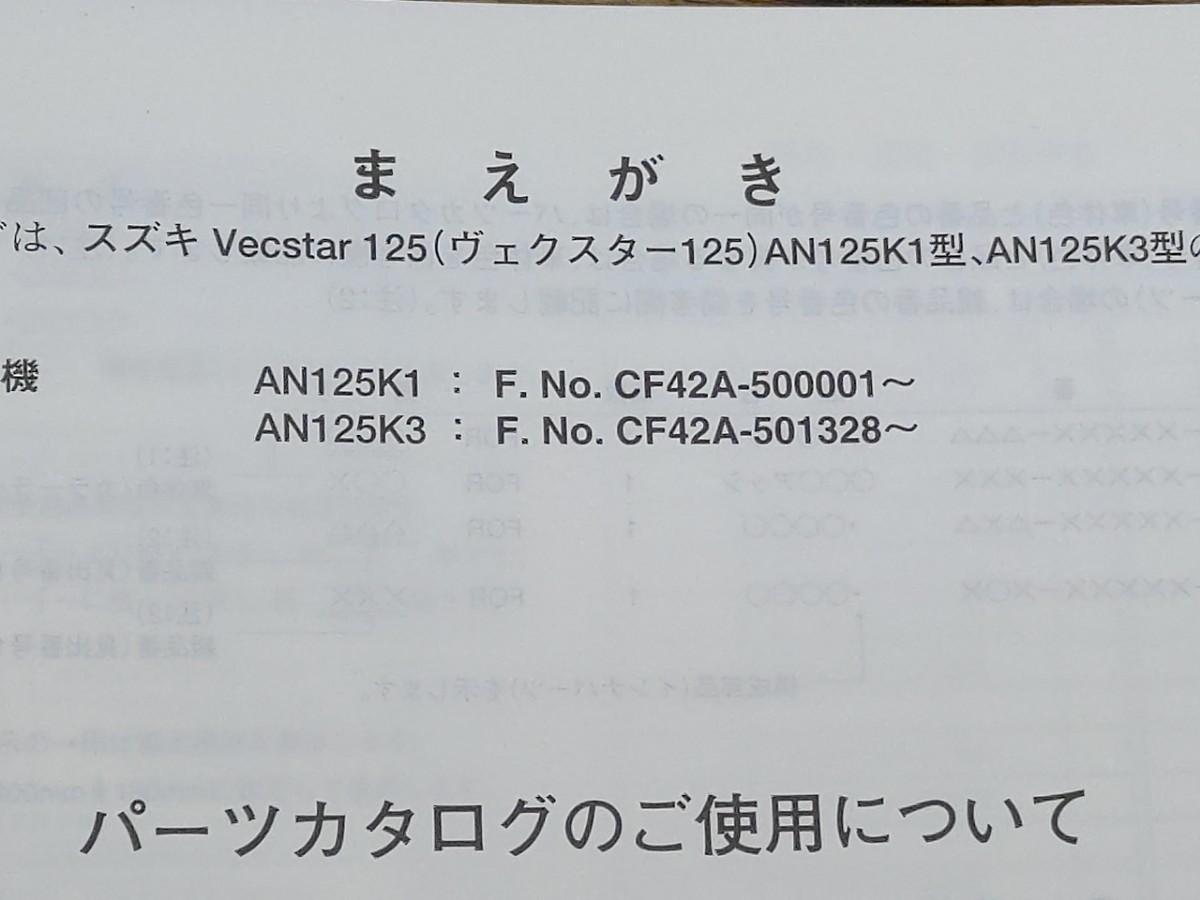 まえがき
は、スズキ Vecstar 125(ヴェクスター125)AN125K1型、AN125K3型の
機 AN125K1 : F. No. CF42A-500001〜
AN125K3 : F. No. CF42A-501328〜
パーツカタログのご使用について